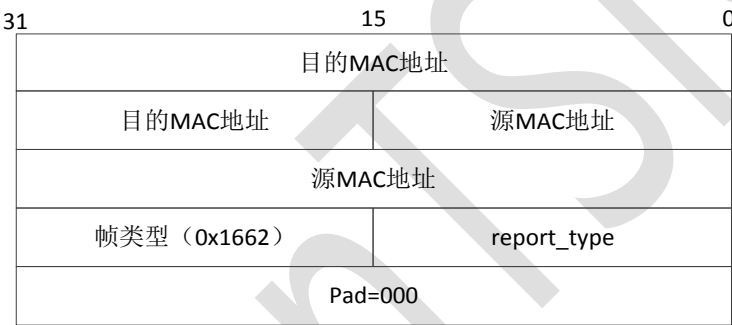 31 15 0
目的MAC地址
目的MAC地址 源MAC地址
源MAC地址
帧类型（0x1662） report_type
Pad=000